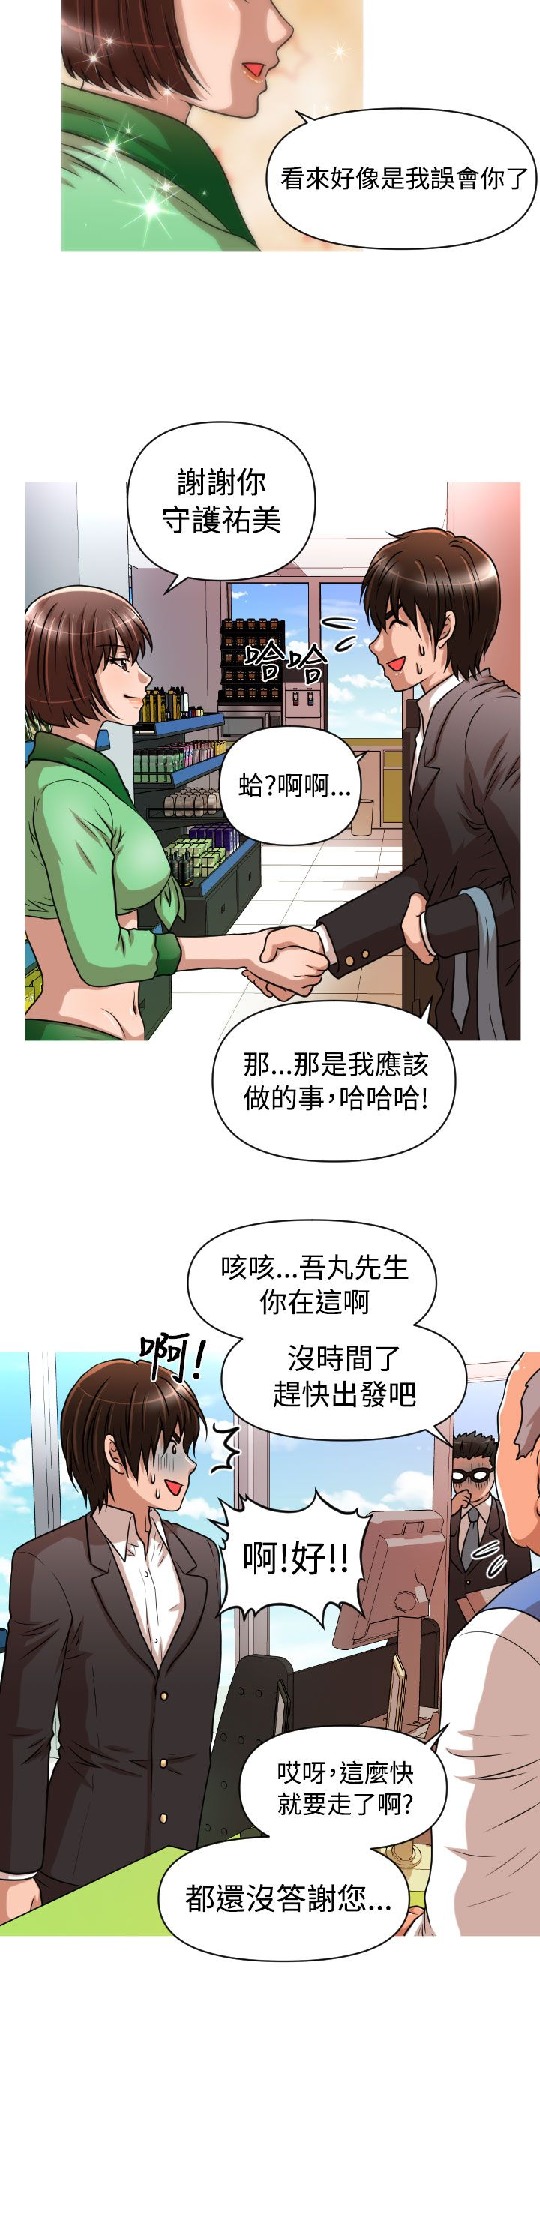 看來好像是我誤會你了
謝謝你
守護祐美
哈哈
蛤?啊啊...
那...那是我應該
做的事,哈哈哈!
咳咳...吾丸先生
你在這啊
啊!
沒時間了
趕快出發吧
啊!好!!
哎呀,這麼快
就要走了啊?
都還沒答謝您...